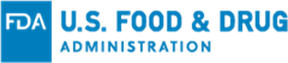 FDA
U.S. FOOD & DRUG
ADMINISTRATION